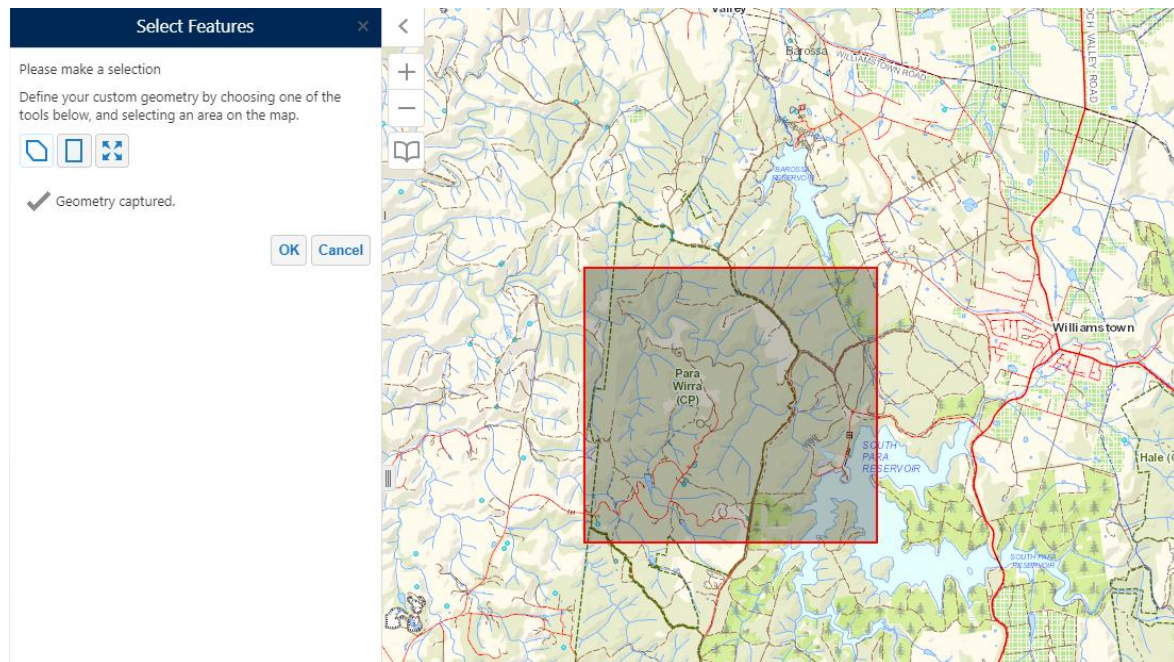 Select Features
Please make a selection
Define your custom geometry by choosing one of the
tools below, and selecting an area on the map.
Geometry captured.
OK Cancel
Valley
Barossa
WILLIAMSTOWN ROAD
VALLEY ROAD
BAROSSA
RESERVOIR
Williamstown
Para
Wirra
(CP)
SOUTH
PARA
RESERVOIR
Hale (
SOUTH PARA
RESERVOIR